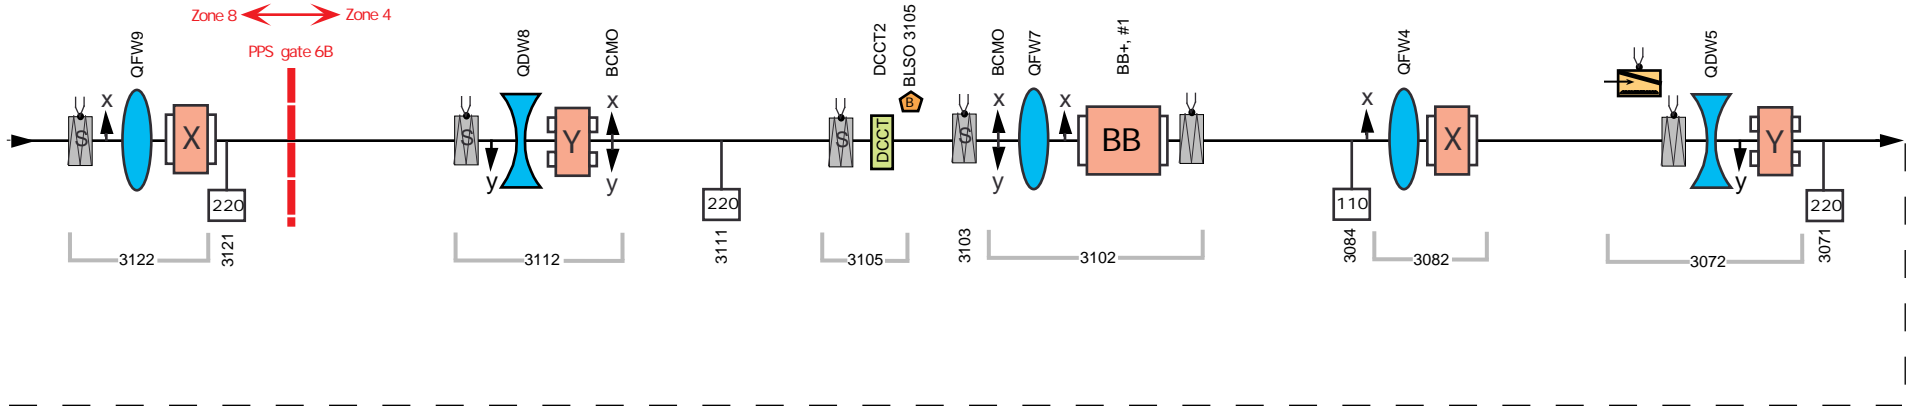 Zone 8 Zone 4
PPS gate 6B
QFW9
QDW8
BCMO
DCCT2
BLSO 3105
BCMO
QFW7
BB+, #1
QFW4
QDW5
S
x
X
220
S
y
Y
x
y
220
S
DCCT
B
S
x
y
x
BB
x
110
X
y
Y
220
3122
3121
3112
3111
3105
3103
3102
3084
3082
3072
3071